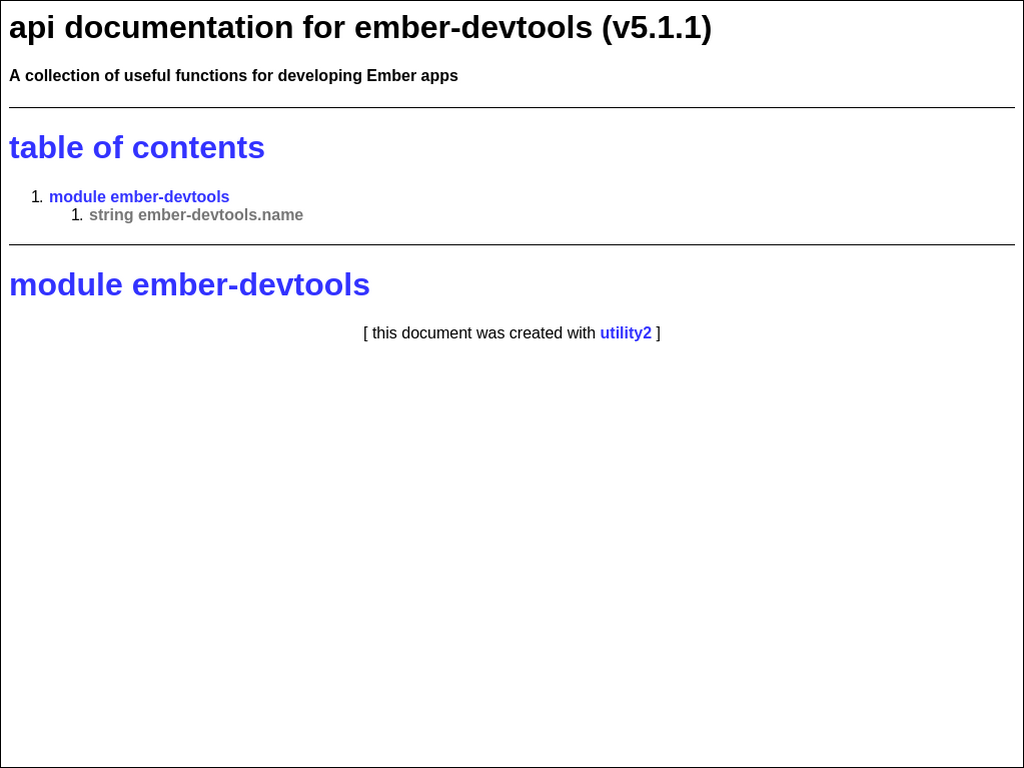 api documentation for ember-devtools (v5.1.1)
A collection of useful functions for developing Ember apps
table of contents
1. module ember-devtools
1. string ember-devtools.name
module ember-devtools
[ this document was created with utility2 ]